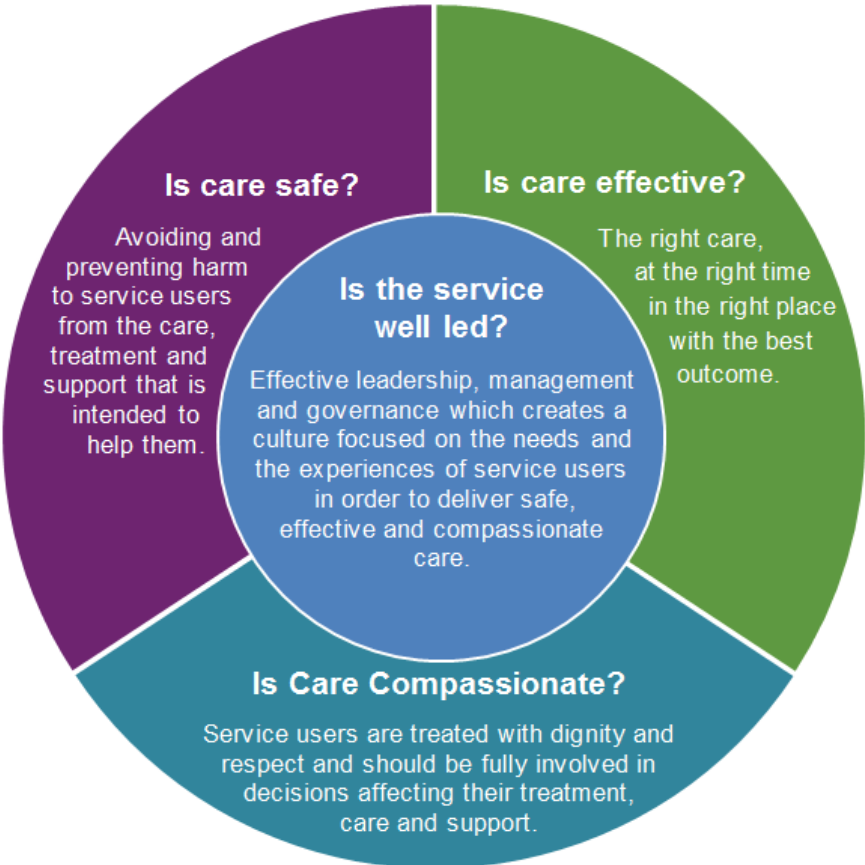 Is care safe?
Avoiding and
preventing harm
to service users
from the care,
treatment and
support that is
intended to
help them.
Is care effective?
The right care,
at the right time
in the right place
with the best
outcome.
Is the service
well led?
Effective leadership, management
and governance which creates a
culture focused on the needs and
the experiences of service users
in order to deliver safe,
effective and compassionate
care.
Is Care Compassionate?
Service users are treated with dignity and
respect and should be fully involved in
decisions affecting their treatment,
care and support.